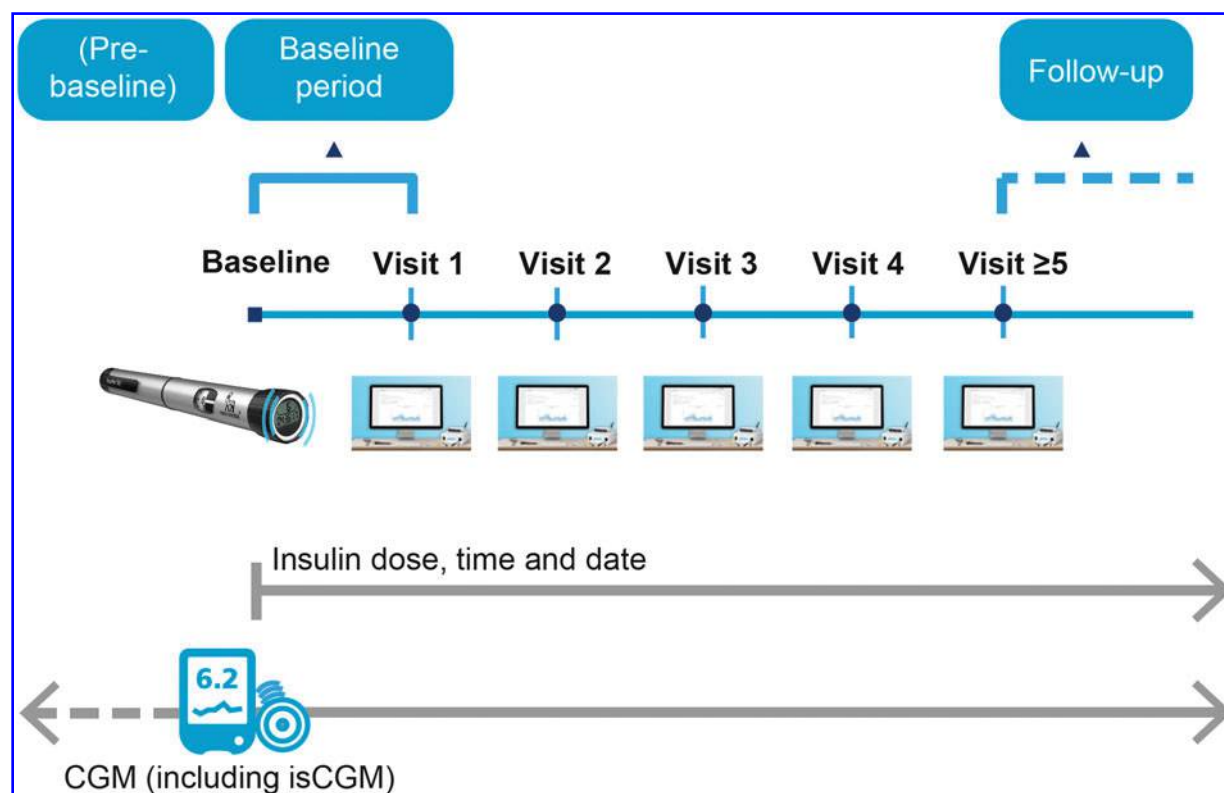 (Pre-
baseline)
Baseline
period
Follow-up
Baseline
Visit 1
Visit 2
Visit 3
Visit 4
Visit ≥5
Insulin dose, time and date
6.2
CGM (including isCGM)